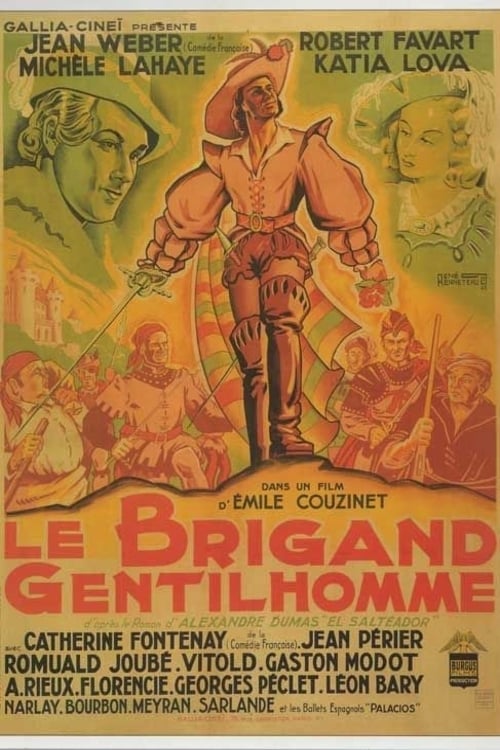 GALLIA-CINEÏ PRÉSENTE
JEAN WEBER de la (Comédie Française)
ROBERT FAVART
MICHÈLE LAHAYE
KATIA LOVA
DANS UN FILM
D'ÉMILE COUZINET
LE BRIGAND
GENTILHOMME
d'après le Roman d'ALEXANDRE DUMAS "EL SALTÉADOR"
avec CATHERINE FONTENAY de la (Comédie Française). JEAN PÉRIER
ROMUALD JOUBÉ. VITOLD. GASTON MODOT
A. RIEUX. FLORENCIE. GEORGES PÉCLET. LÉON BARY
NARLAY. BOURBON. MEYRAN. SARLANDE et les Ballets Espagnols "PALACIOS"
BURGUS
FILMS
PRODUCTION